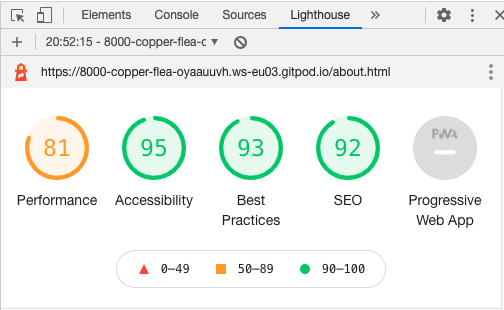 Elements Console Sources Lighthouse »
20:52:15 - 8000-copper-flea-c
https://8000-copper-flea-oyaauuvh.ws-eu03.gitpod.io/about.html
81 95 93 92 PWA
Performance Accessibility Best Practices SEO Progressive Web App
0–49 50–89 90–100